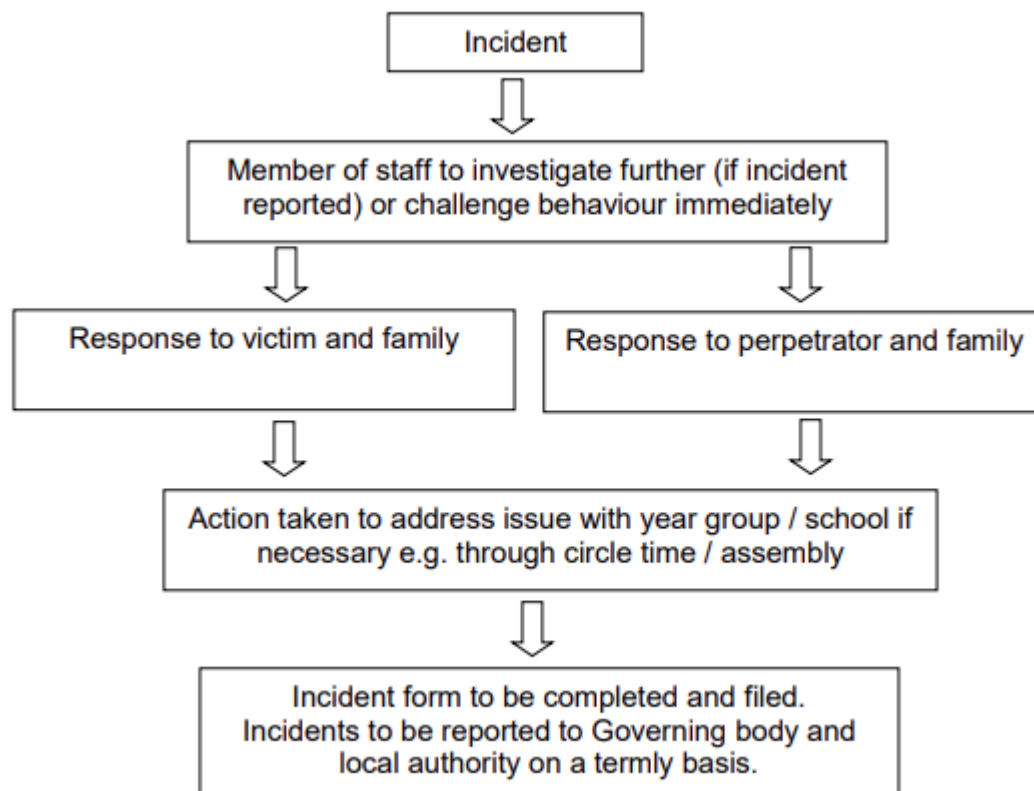 Incident
Member of staff to investigate further (if incident
reported) or challenge behaviour immediately
Response to victim and family
Response to perpetrator and family
Action taken to address issue with year group / school if
necessary e.g. through circle time / assembly
Incident form to be completed and filed.
Incidents to be reported to Governing body and
local authority on a termly basis.